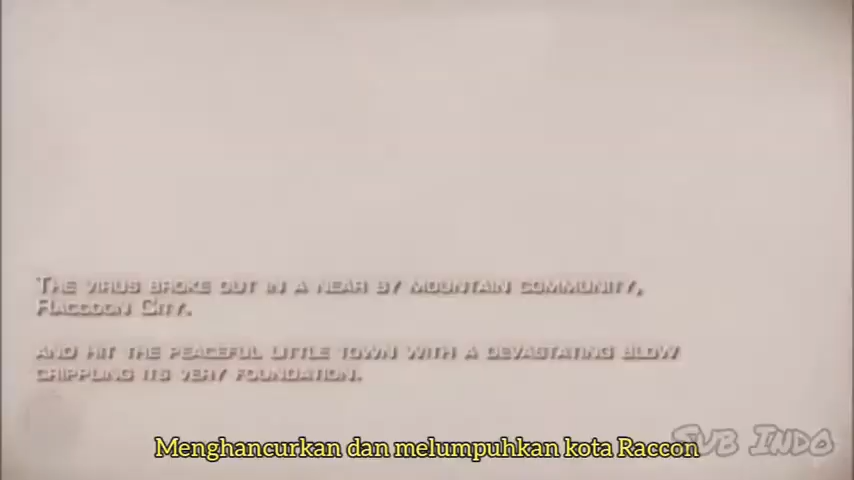 The virus broke out in a near by mountain community,
Raccoon City.
And hit the peaceful little town with a devastating blow
crippling its very foundation.
Menghancurkan dan melumpuhkan kota Raccon
Sub Indo